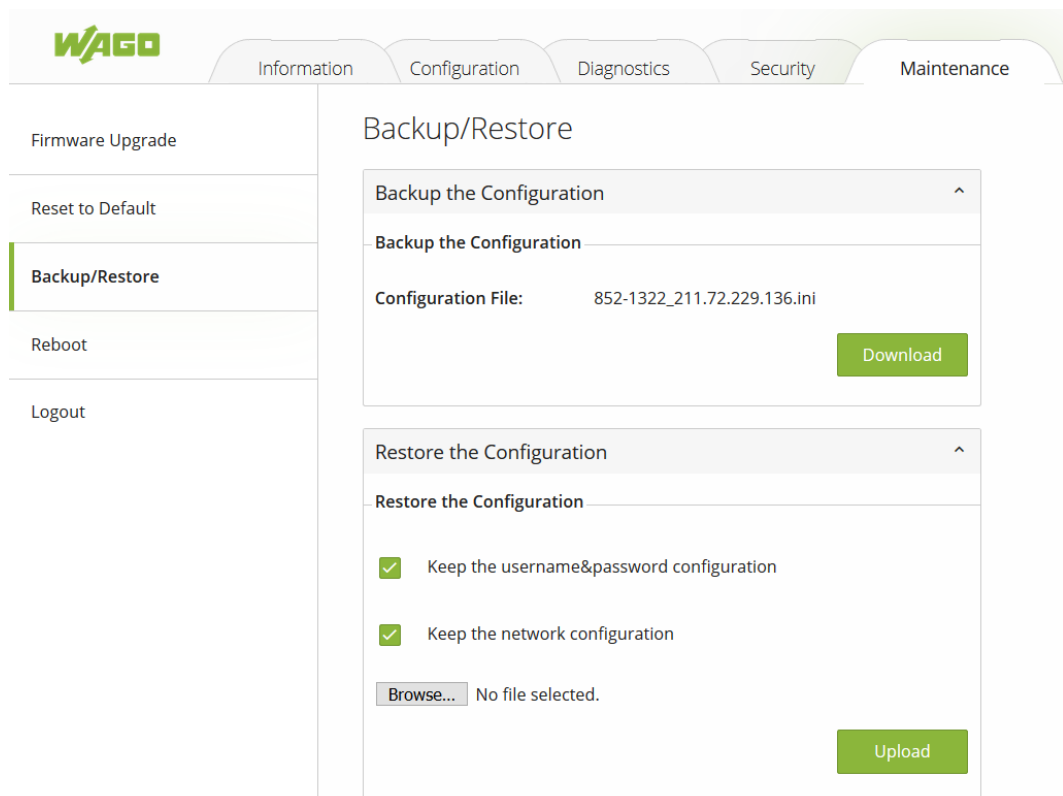 WAGO
Information Configuration Diagnostics Security Maintenance
Firmware Upgrade
Reset to Default
Backup/Restore
Reboot
Logout
Backup/Restore
Backup the Configuration
Backup the Configuration
Configuration File: 852-1322_211.72.229.136.ini
Download
Restore the Configuration
Restore the Configuration
Keep the username&password configuration
Keep the network configuration
Browse... No file selected.
Upload